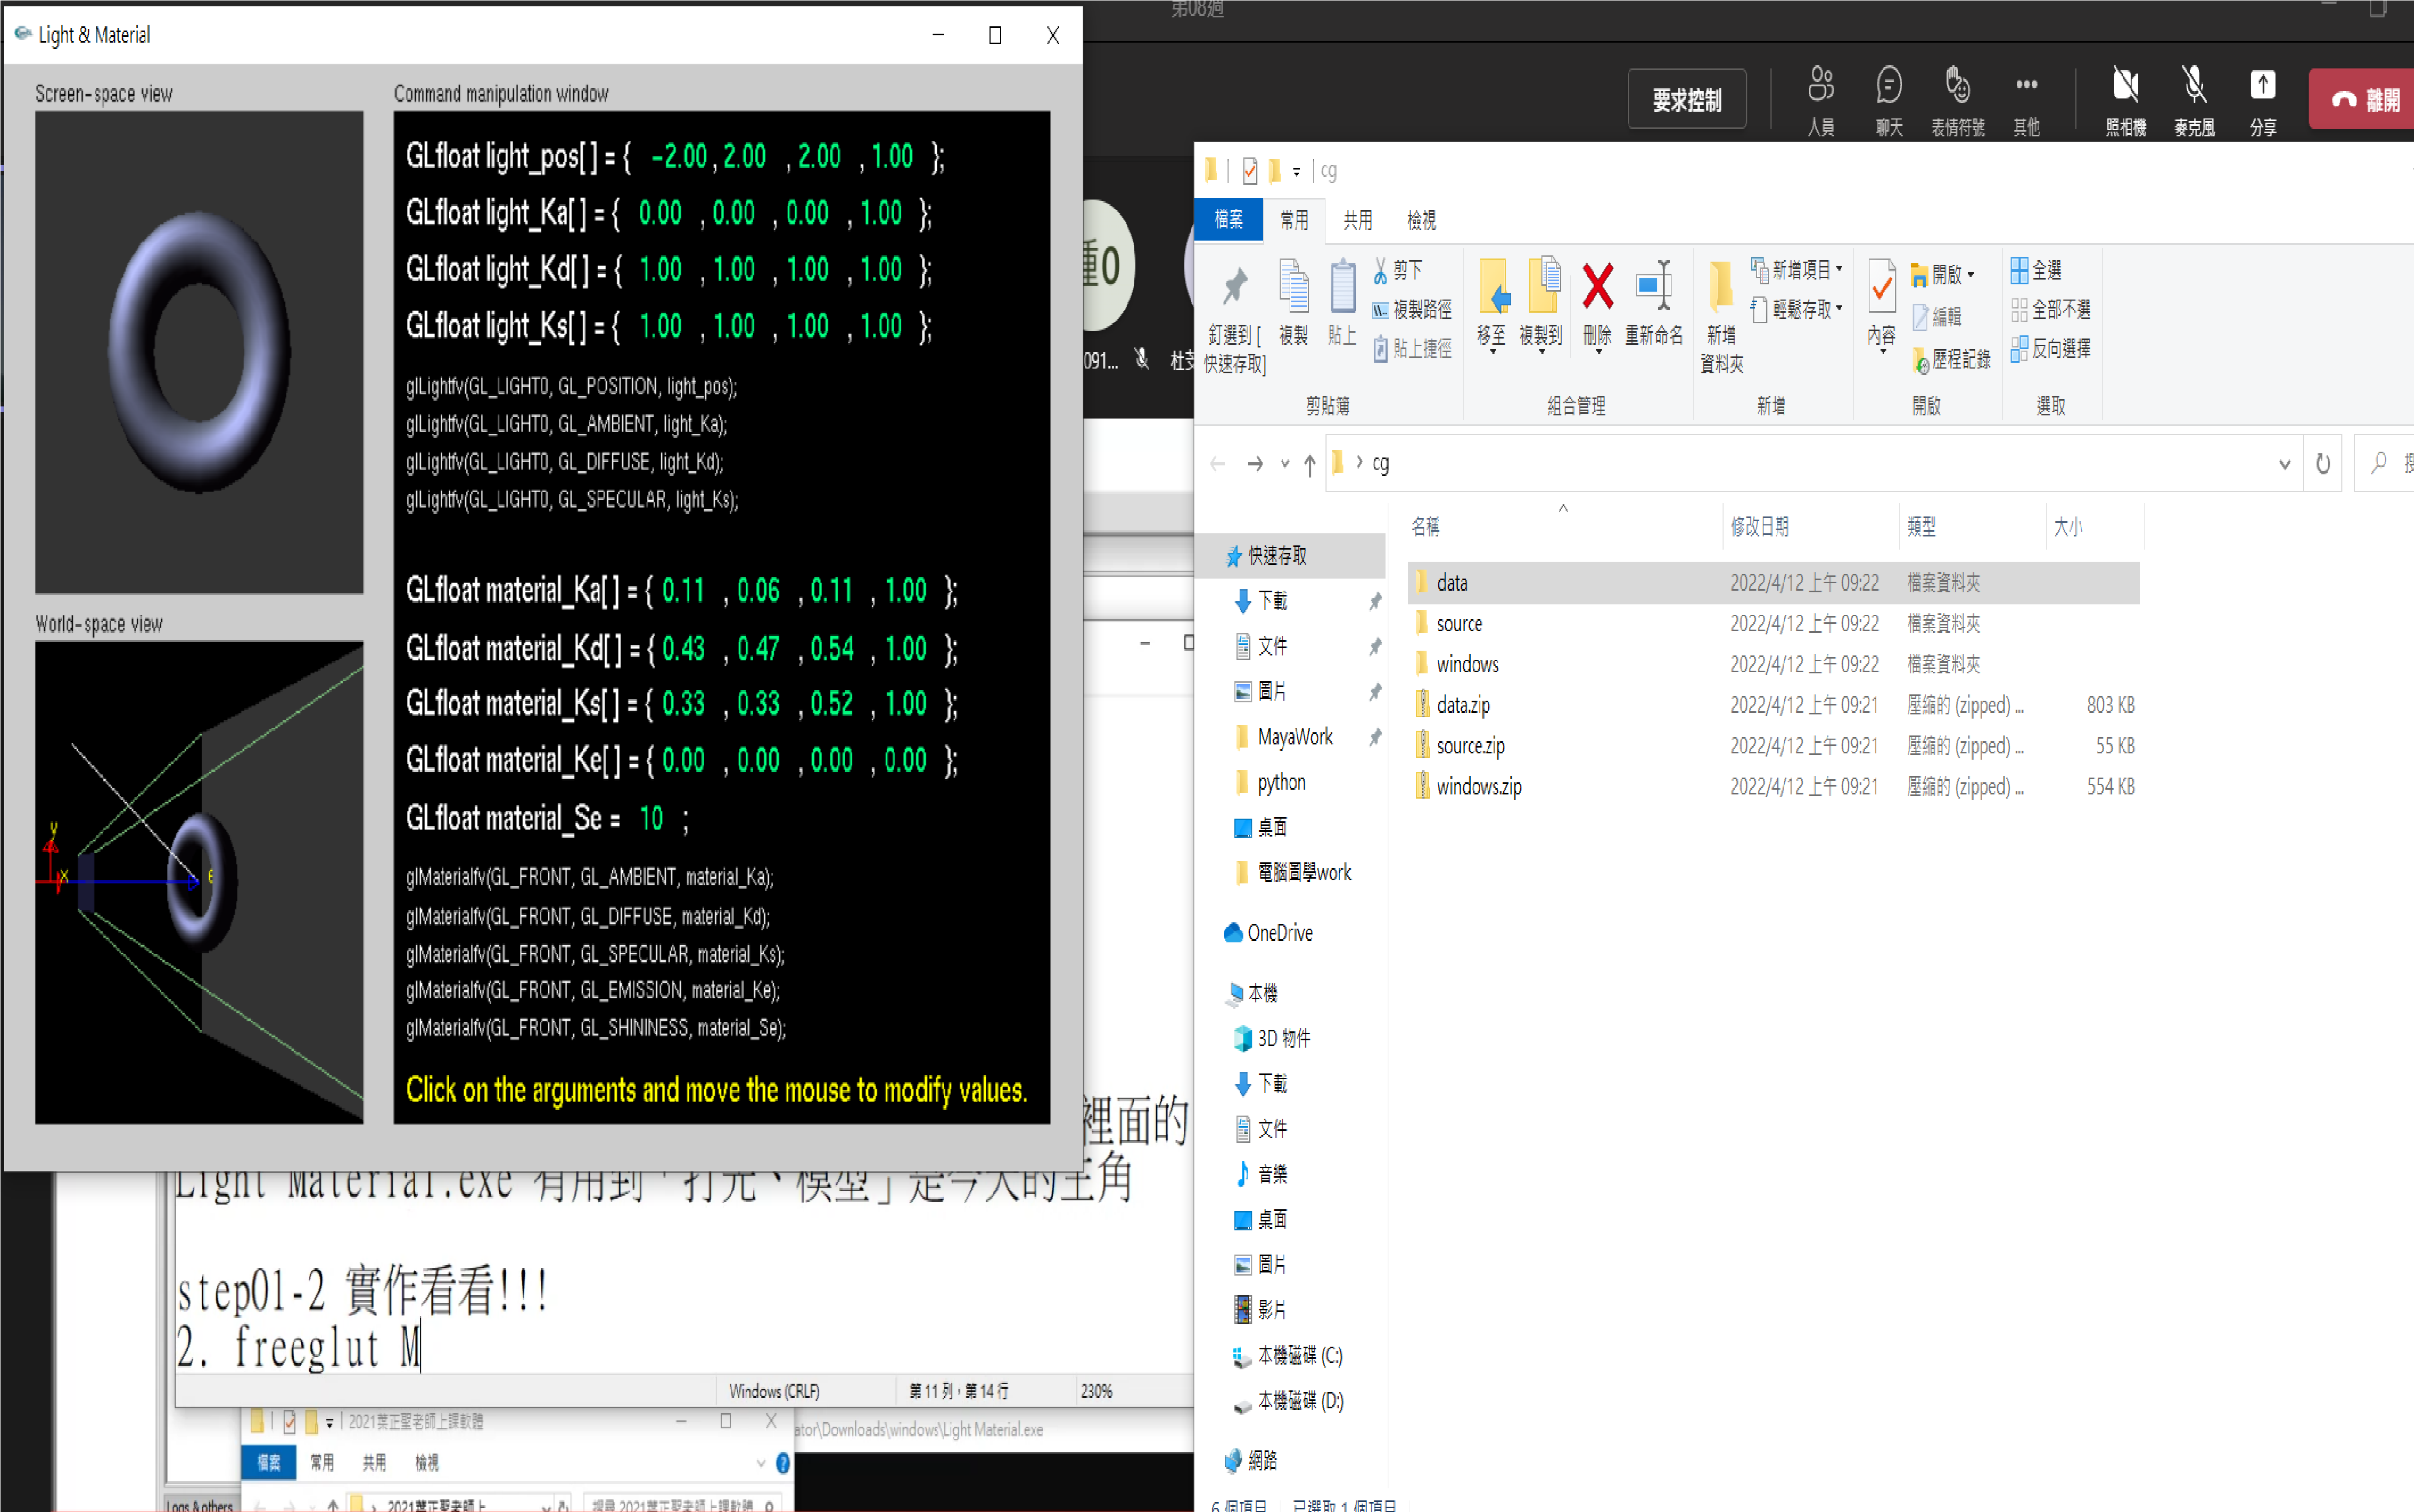 第08週
Light & Material
Screen-space view
Command manipulation window
GLfloat light_pos[ ] = { -2.00 , 2.00 , 2.00 , 1.00 };
GLfloat light_Ka[ ] = { 0.00 , 0.00 , 0.00 , 1.00 };
GLfloat light_Kd[ ] = { 1.00 , 1.00 , 1.00 , 1.00 };
GLfloat light_Ks[ ] = { 1.00 , 1.00 , 1.00 , 1.00 };
glLightfv(GL_LIGHT0, GL_POSITION, light_pos);
glLightfv(GL_LIGHT0, GL_AMBIENT, light_Ka);
glLightfv(GL_LIGHT0, GL_DIFFUSE, light_Kd);
glLightfv(GL_LIGHT0, GL_SPECULAR, light_Ks);
GLfloat material_Ka[ ] = { 0.11 , 0.06 , 0.11 , 1.00 };
GLfloat material_Kd[ ] = { 0.43 , 0.47 , 0.54 , 1.00 };
GLfloat material_Ks[ ] = { 0.33 , 0.33 , 0.52 , 1.00 };
GLfloat material_Ke[ ] = { 0.00 , 0.00 , 0.00 , 0.00 };
GLfloat material_Se = 10 ;
glMaterialfv(GL_FRONT, GL_AMBIENT, material_Ka);
glMaterialfv(GL_FRONT, GL_DIFFUSE, material_Kd);
glMaterialfv(GL_FRONT, GL_SPECULAR, material_Ks);
glMaterialfv(GL_FRONT, GL_EMISSION, material_Ke);
glMaterialfv(GL_FRONT, GL_SHININESS, material_Se);
Click on the arguments and move the mouse to modify values.
World-space view
y
x
要求控制
人員
聊天
表情符號
其他
照相機
麥克風
分享
離開
重0
091...
cg
檔案 常用 共用 檢視
釘選到 [
快速存取]
複製
貼上
剪下
複製路徑
貼上捷徑
剪貼簿
移至
複製到
刪除
重新命名
組合管理
新增
資料夾
新增項目
輕鬆存取
新增
內容
開啟
編輯
歷程記錄
開啟
全選
全部不選
反向選擇
選取
cg
名稱 修改日期 類型 大小
data 2022/4/12 上午 09:22 檔案資料夾
source 2022/4/12 上午 09:22 檔案資料夾
windows 2022/4/12 上午 09:22 檔案資料夾
data.zip 2022/4/12 上午 09:21 壓縮的 (zipped) ... 803 KB
source.zip 2022/4/12 上午 09:21 壓縮的 (zipped) ... 55 KB
windows.zip 2022/4/12 上午 09:21 壓縮的 (zipped) ... 554 KB
快速存取
下載
文件
圖片
MayaWork
python
桌面
電腦圖學work
OneDrive
本機
3D 物件
下載
文件
音樂
桌面
圖片
影片
本機磁碟 (C:)
本機磁碟 (D:)
網路
6 個項目 已選取 1 個項目
裡面的
Light Material.exe 有用到「打光、模型」是今天的主角
step01-2 實作看看!!!
2. freeglut M
Windows (CRLF) 第 11 列，第 14 行 230%
2021葉正聖老師上課軟體
ator\Downloads\windows\Light Material.exe
檔案 常用 共用 檢視
Logs & others
2021葉正聖老師上
搜尋 2021葉正聖老師上課軟體